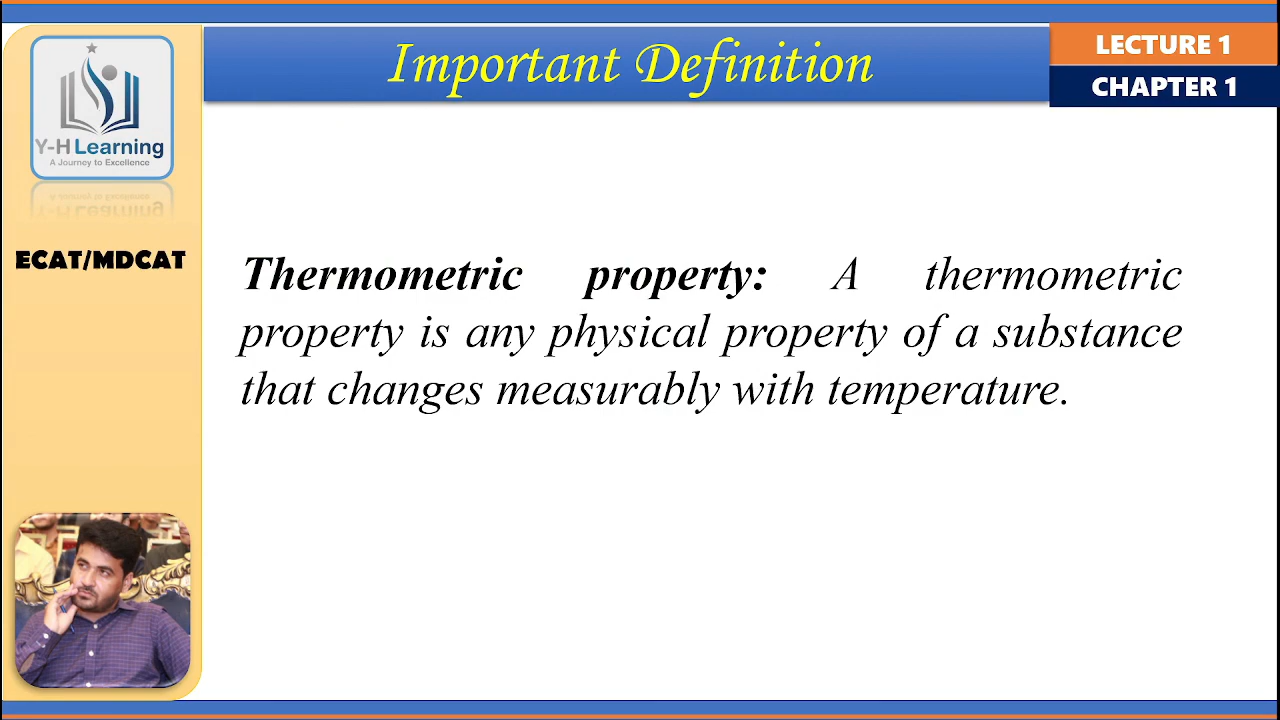 Important Definition
LECTURE 1
CHAPTER 1
Y-H Learning
A Journey to Excellence
ECAT/MDCAT
Thermometric property: A thermometric
property is any physical property of a substance
that changes measurably with temperature.